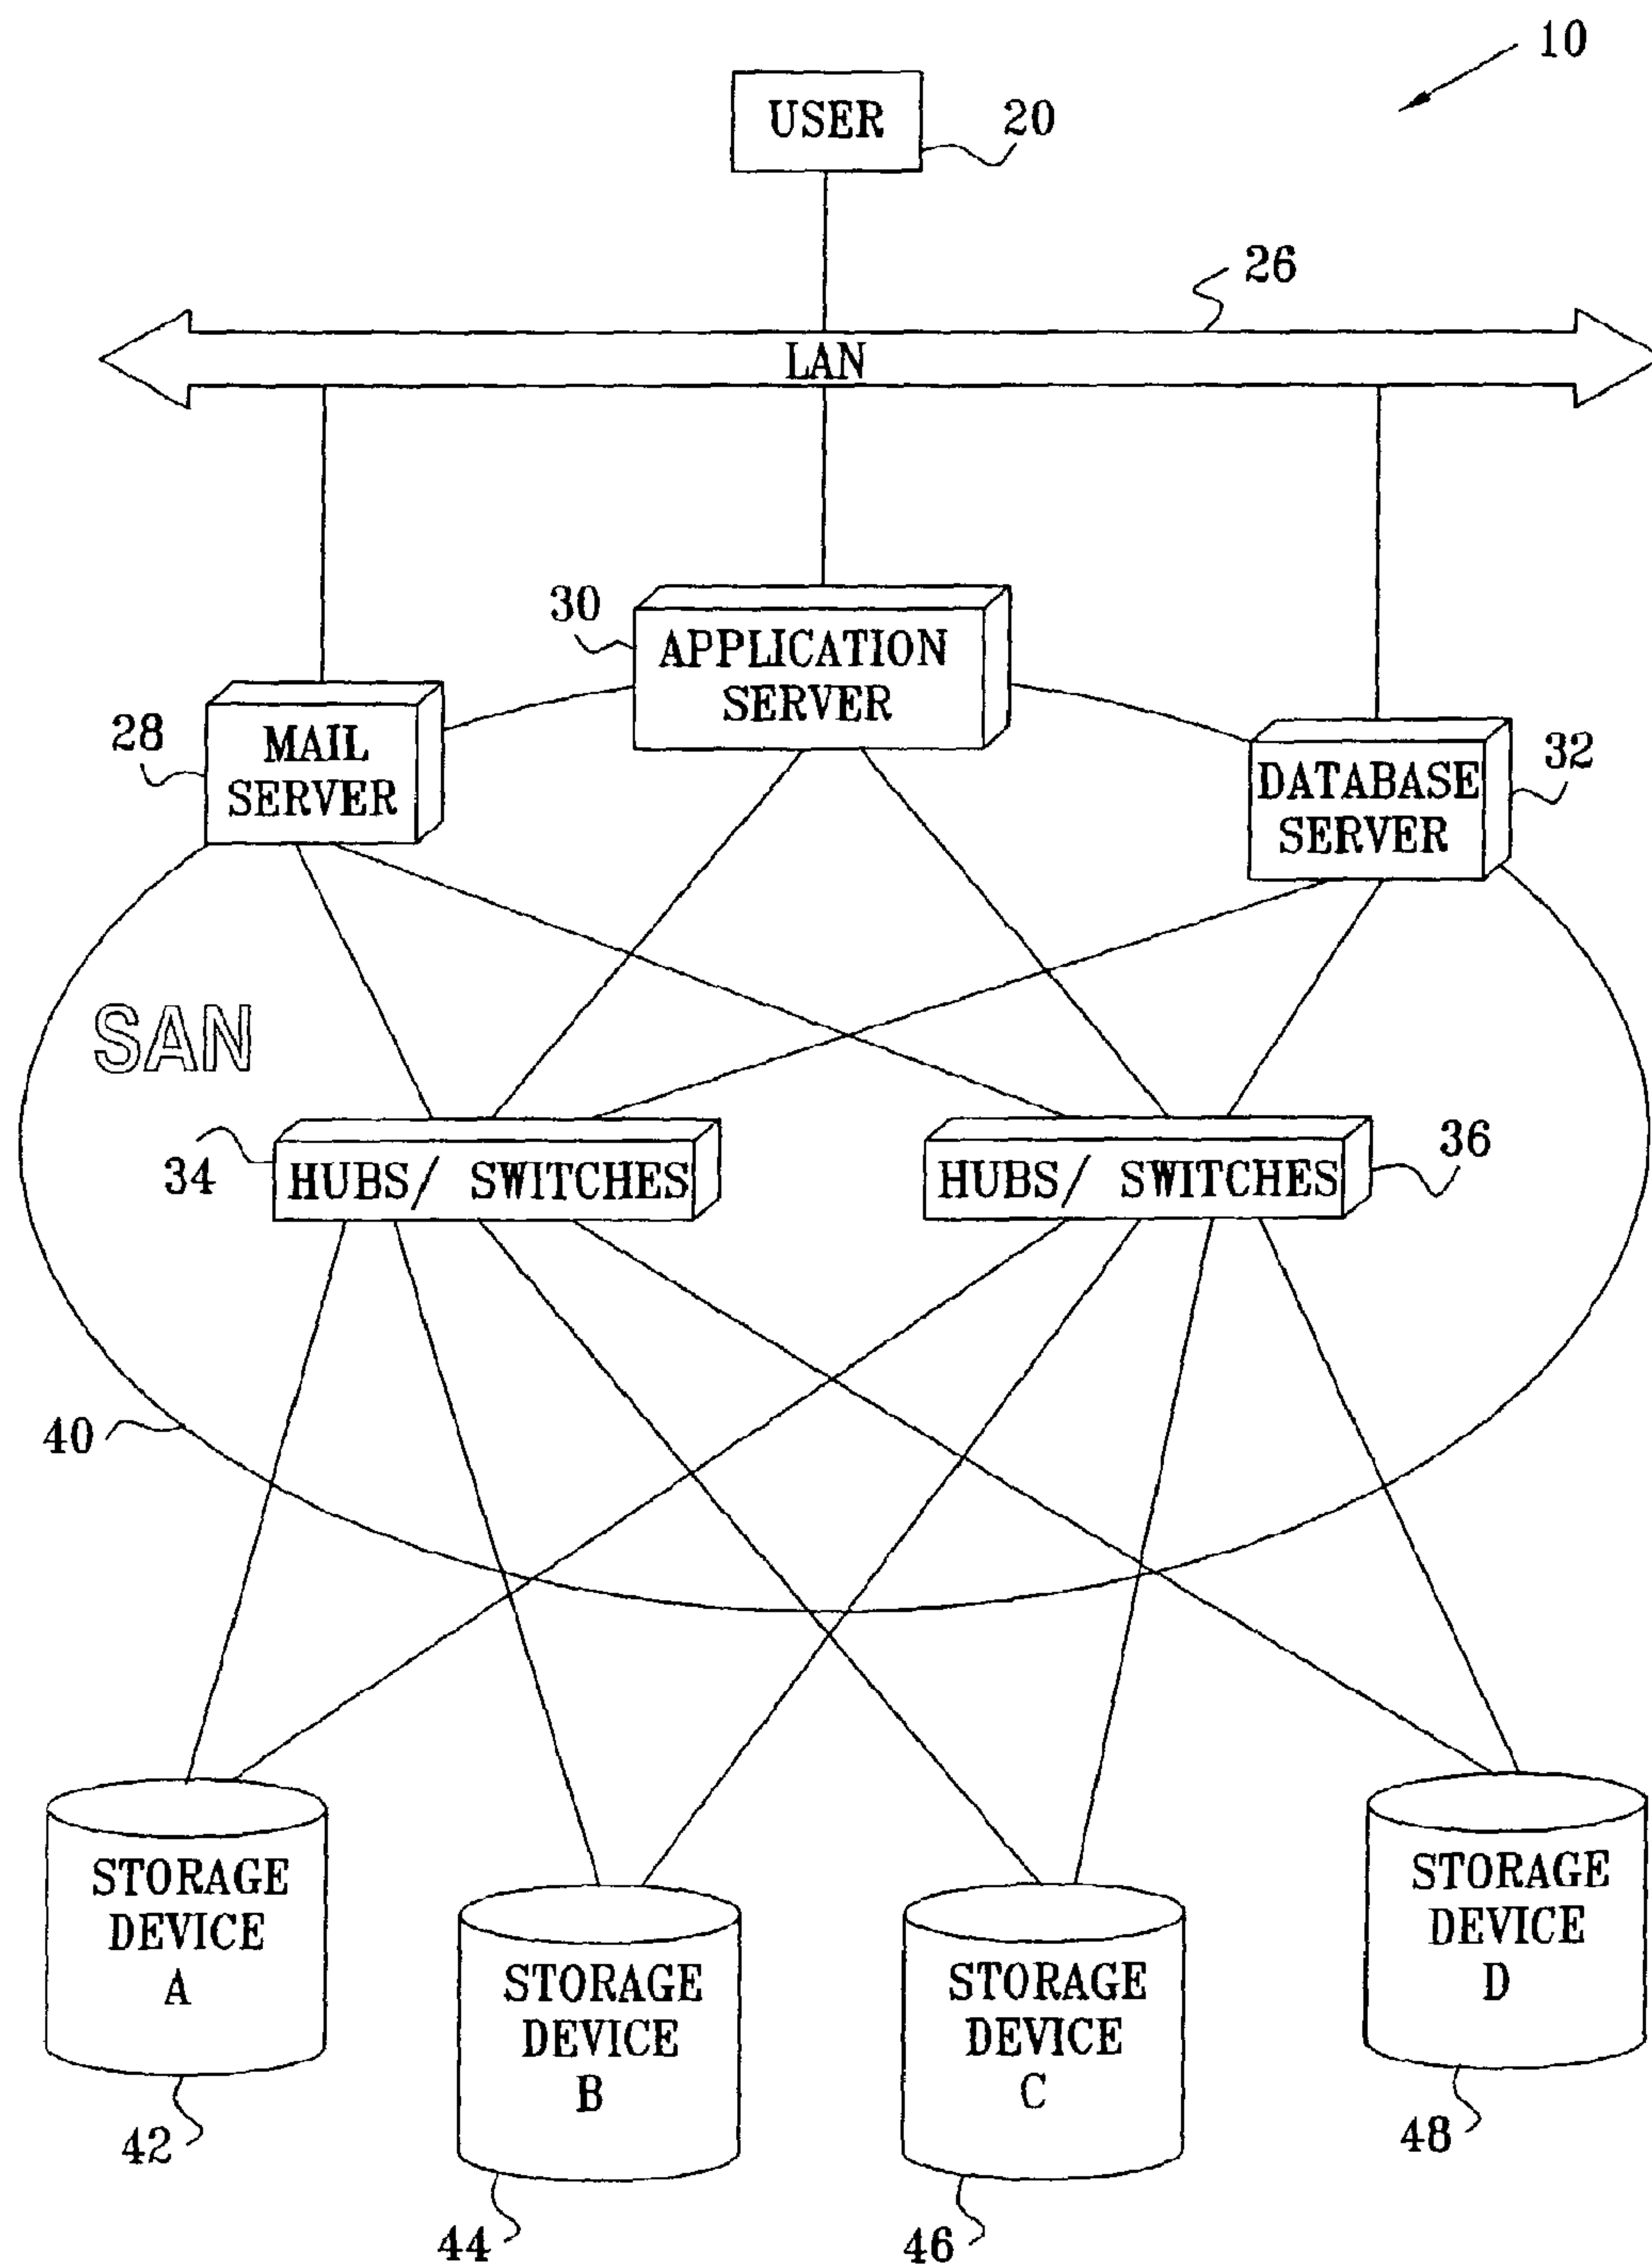 10
USER
20
26
LAN
30
APPLICATION
SERVER
28
MAIL
SERVER
32
DATABASE
SERVER
SAN
34
HUBS/ SWITCHES
36
HUBS/ SWITCHES
40
STORAGE
DEVICE
A
42
STORAGE
DEVICE
B
44
STORAGE
DEVICE
C
46
STORAGE
DEVICE
D
48